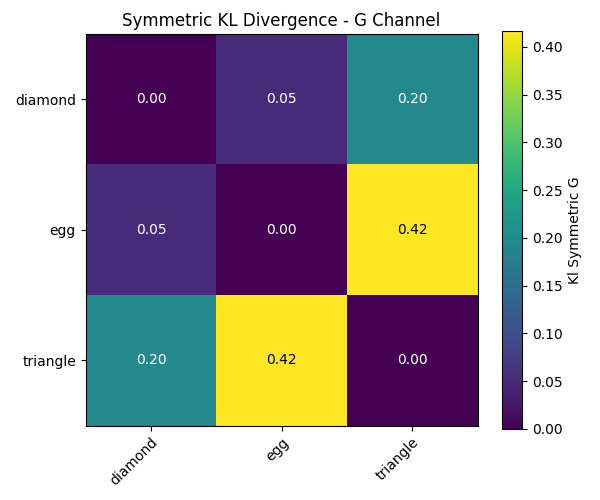 Symmetric KL Divergence - G Channel
diamond
egg
triangle
0.00 0.05 0.20
0.05 0.00 0.42
0.20 0.42 0.00
diamond
egg
triangle
0.40
0.35
0.30
0.25
0.20
0.15
0.10
0.05
0.00
Kl Symmetric G